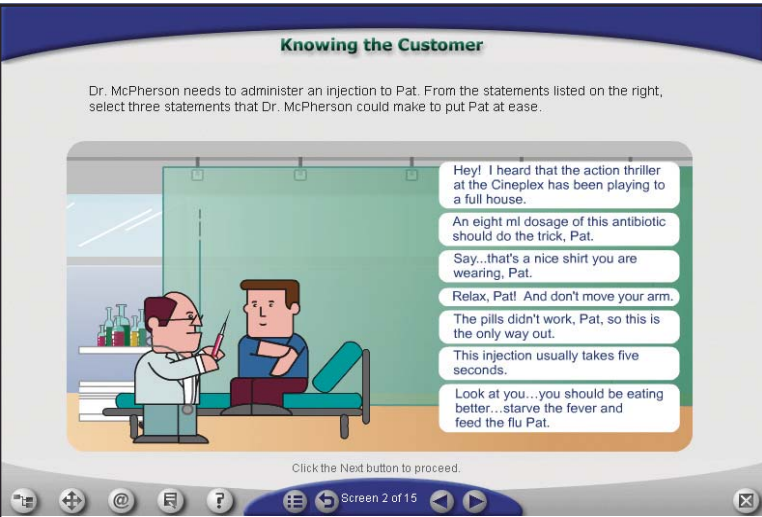 Knowing the Customer
Dr. McPherson needs to administer an injection to Pat. From the statements listed on the right,
select three statements that Dr. McPherson could make to put Pat at ease.
Hey! I heard that the action thriller
at the Cineplex has been playing to
a full house.
An eight ml dosage of this antibiotic
should do the trick, Pat.
Say...that's a nice shirt you are
wearing, Pat.
Relax, Pat! And don't move your arm.
The pills didn't work, Pat, so this is
the only way out.
This injection usually takes five
seconds.
Look at you...you should be eating
better...starve the fever and
feed the flu Pat.
Click the Next button to proceed.
@
?
Screen 2 of 15